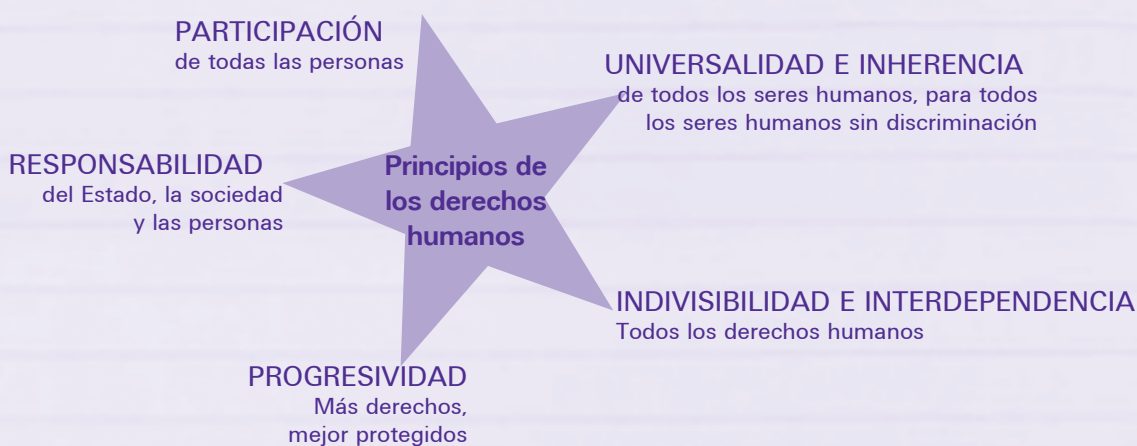 PARTICIPACIÓN
de todas las personas
UNIVERSALIDAD E INHERENCIA
de todos los seres humanos, para todos
los seres humanos sin discriminación
RESPONSABILIDAD
del Estado, la sociedad
y las personas
Principios de
los derechos
humanos
INDIVISIBILIDAD E INTERDEPENDENCIA
Todos los derechos humanos
PROGRESIVIDAD
Más derechos,
mejor protegidos